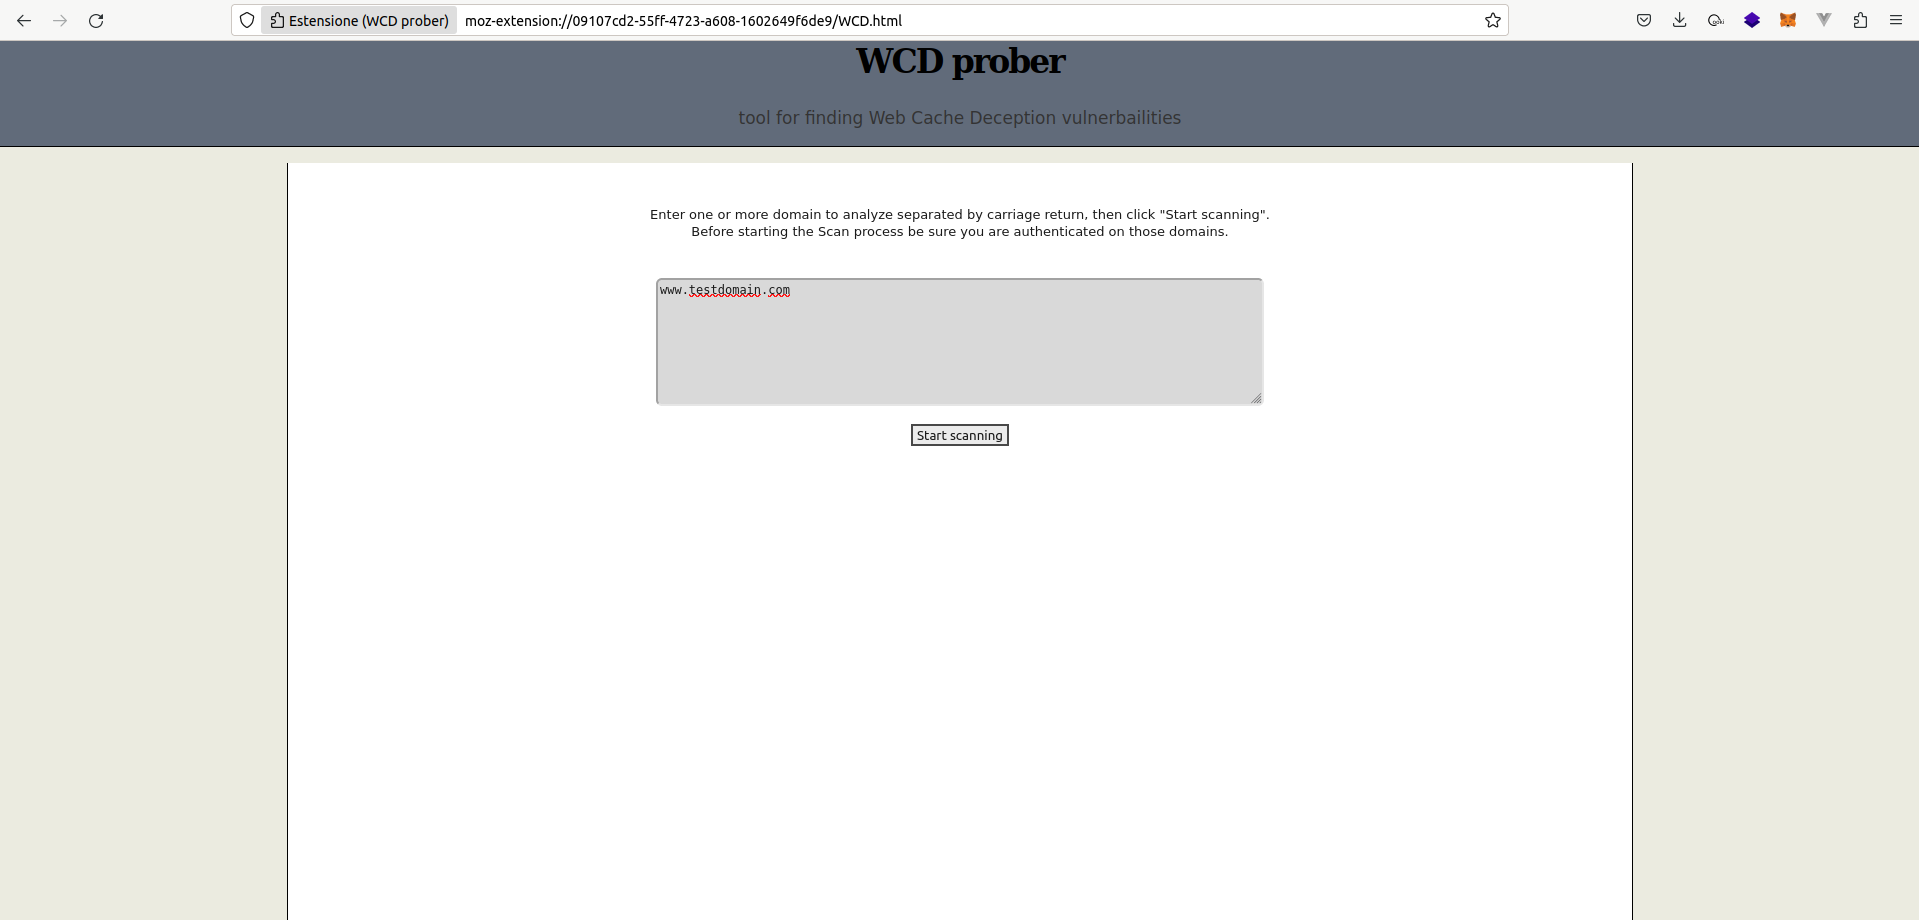 Estensione (WCD prober) moz-extension://09107cd2-55ff-4723-a608-1602649f6de9/WCD.html
WCD prober
tool for finding Web Cache Deception vulnerbailities
Enter one or more domain to analyze separated by carriage return, then click "Start scanning".
Before starting the Scan process be sure you are authenticated on those domains.
www.testdomain.com
Start scanning